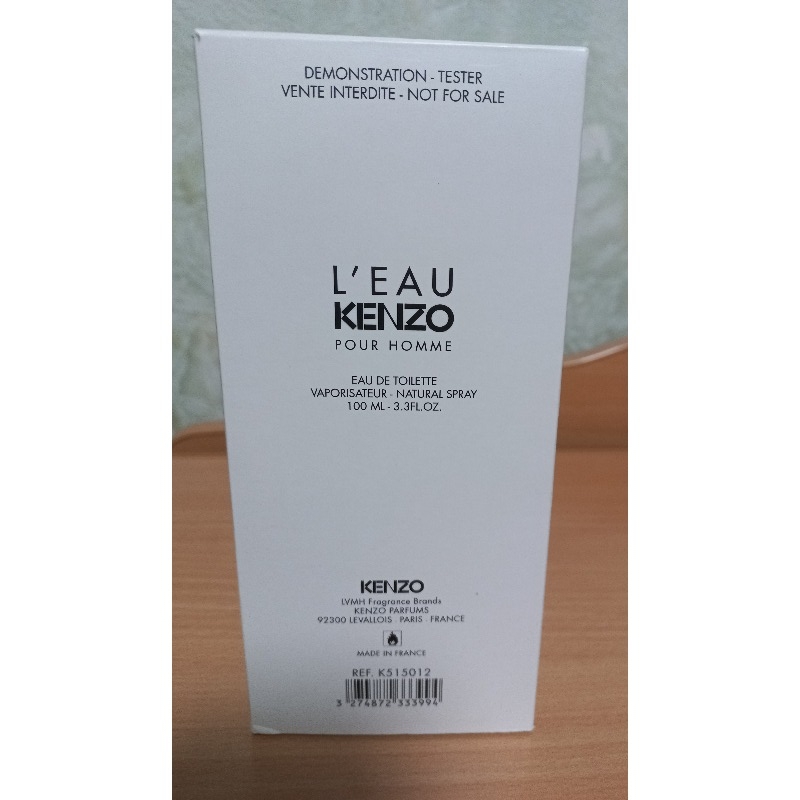 DEMONSTRATION - TESTER
VENTE INTERDITE - NOT FOR SALE
L'EAU
KENZO
POUR HOMME
EAU DE TOILETTE
VAPORISATEUR - NATURAL SPRAY
100 ML - 3.3FL.OZ.
KENZO
LVMH Fragrance Brands
KENZO PARFUMS
92300 LEVALLOIS . PARIS . FRANCE
MADE IN FRANCE
REF. K515012
3 274872 333994